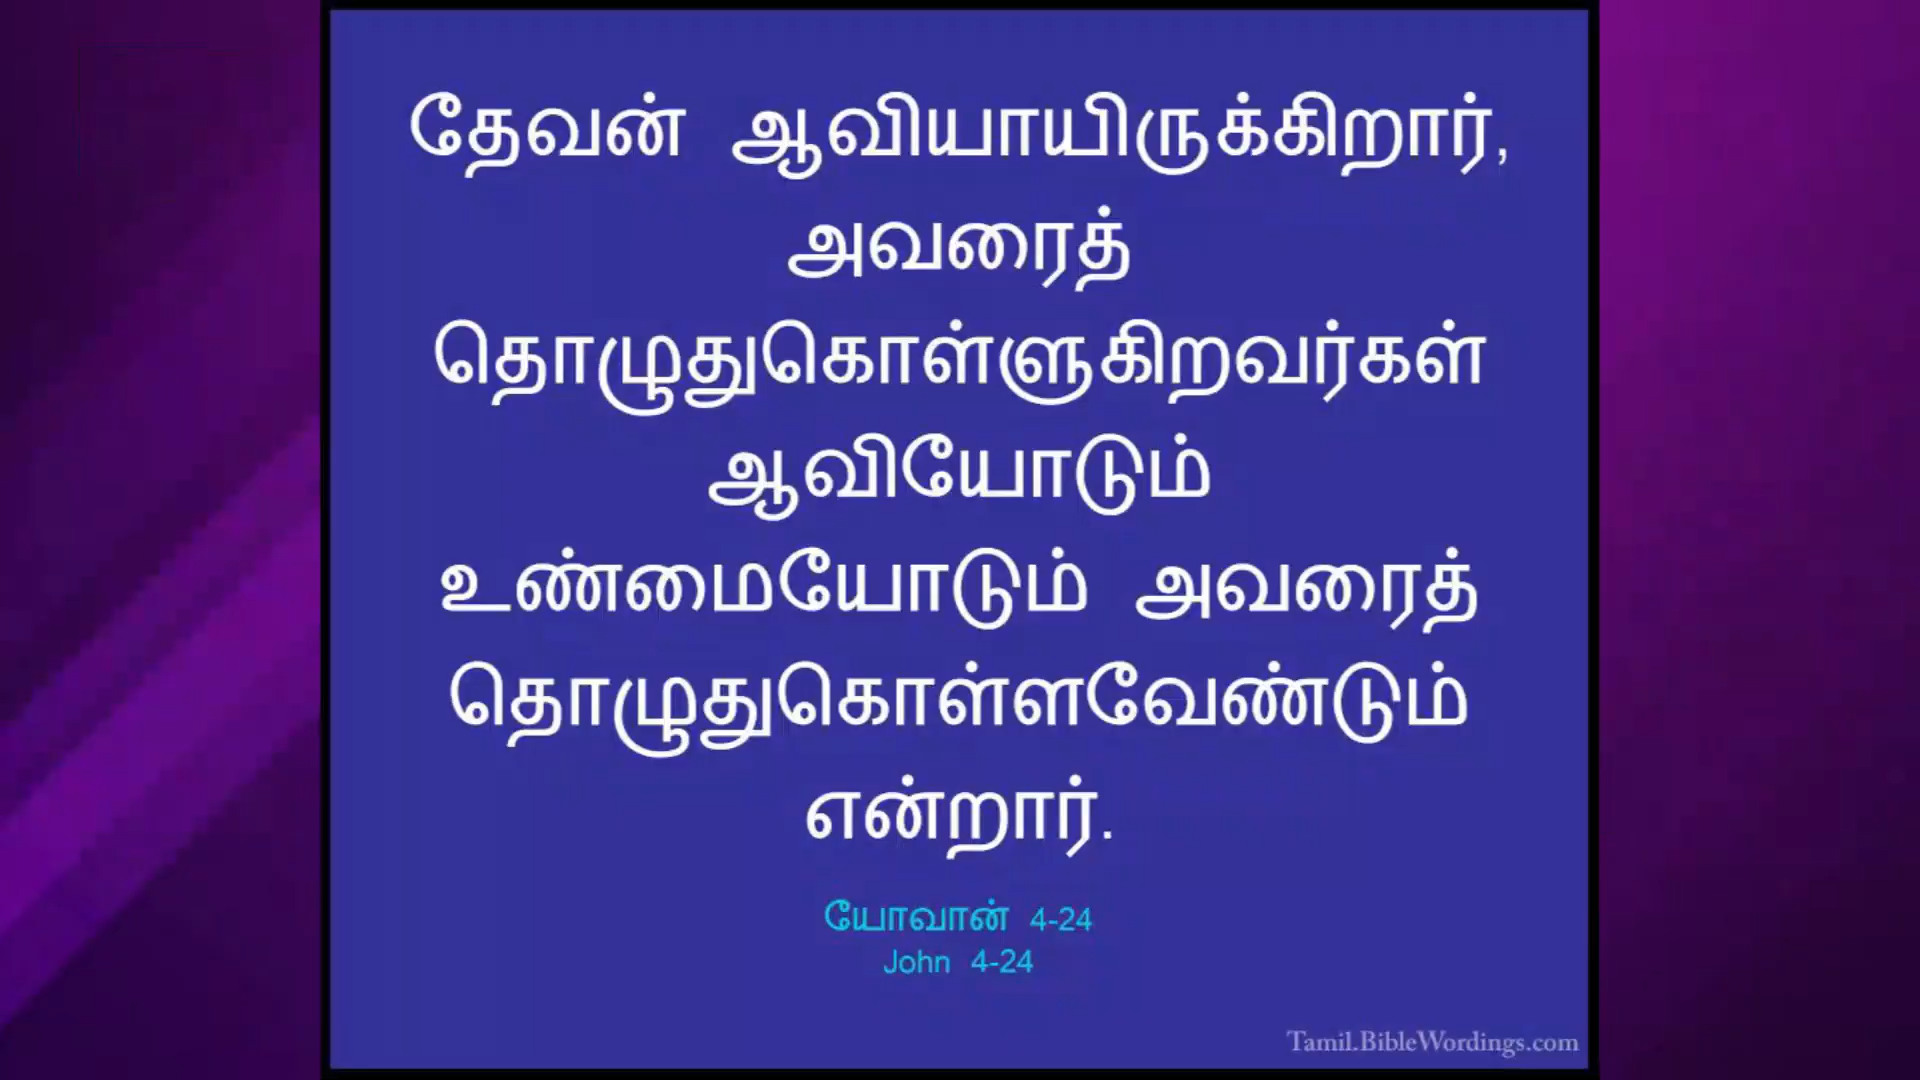 தேவன் ஆவியாயிருக்கிறார்,
அவரைத்
தொழுதுகொள்ளுகிறவர்கள்
ஆவியோடும்
உண்மையோடும் அவரைத்
தொழுதுகொள்ளவேண்டும்
என்றார்.
யோவான் 4-24
John 4-24
Tamil.BibleWordings.com